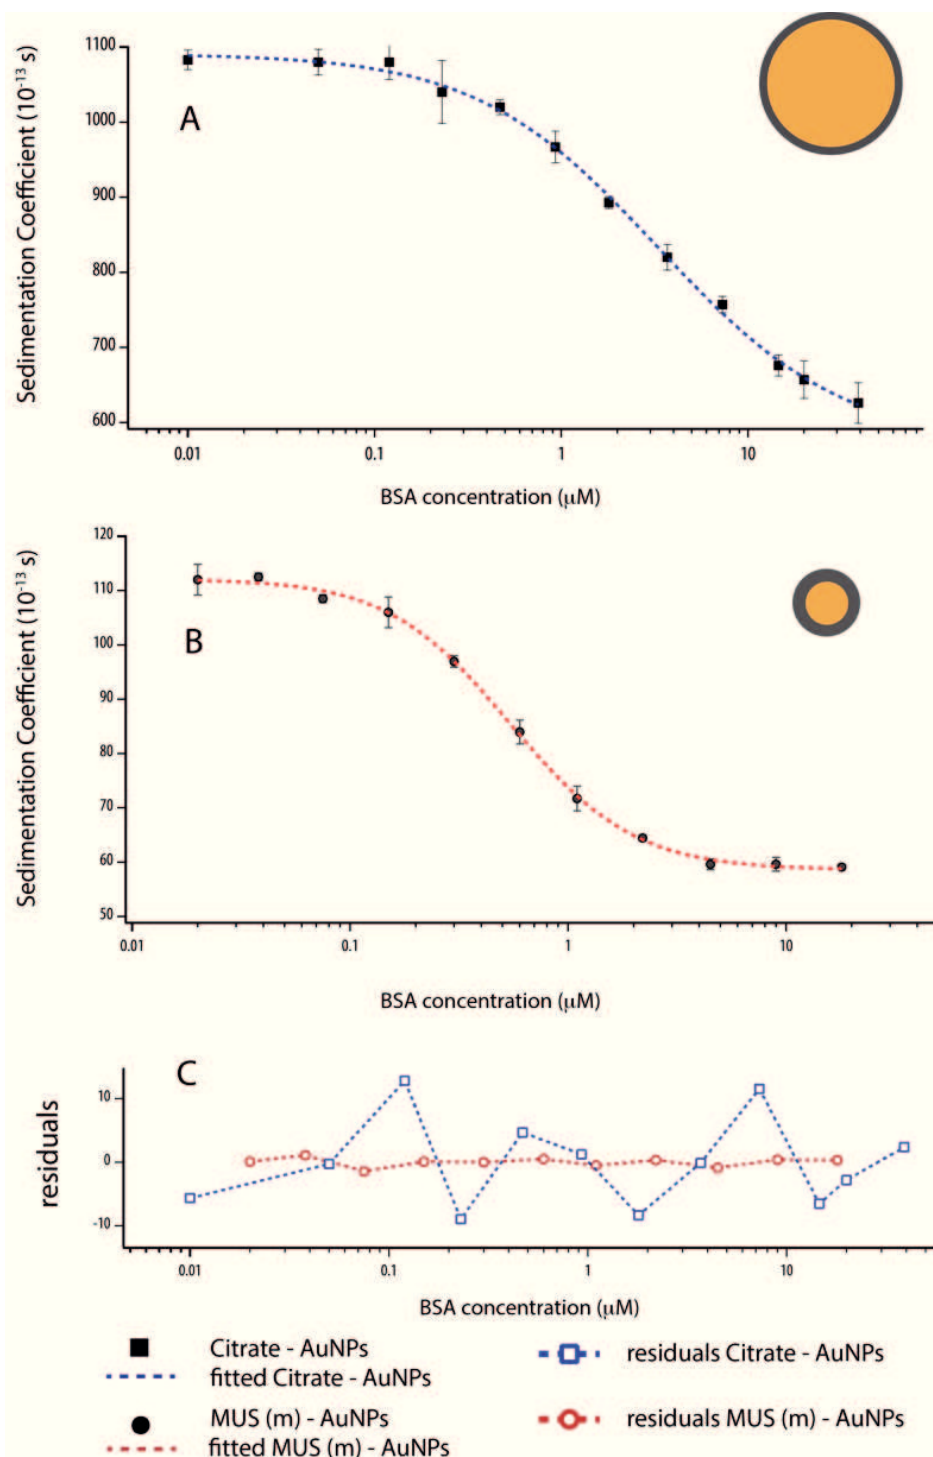 Sedimentation Coefficient (10⁻¹³ s)
1100
1000
900
800
700
600
A
0.01 0.1 1 10
BSA concentration (μM)
Sedimentation Coefficient (10⁻¹³ s)
120
110
100
90
80
70
60
50
B
0.01 0.1 1 10
BSA concentration (μM)
C
residuals
10
0
-10
0.01 0.1 1 10
BSA concentration (μM)
Citrate - AuNPs
fitted Citrate - AuNPs
MUS (m) - AuNPs
fitted MUS (m) - AuNPs
residuals Citrate - AuNPs
residuals MUS (m) - AuNPs